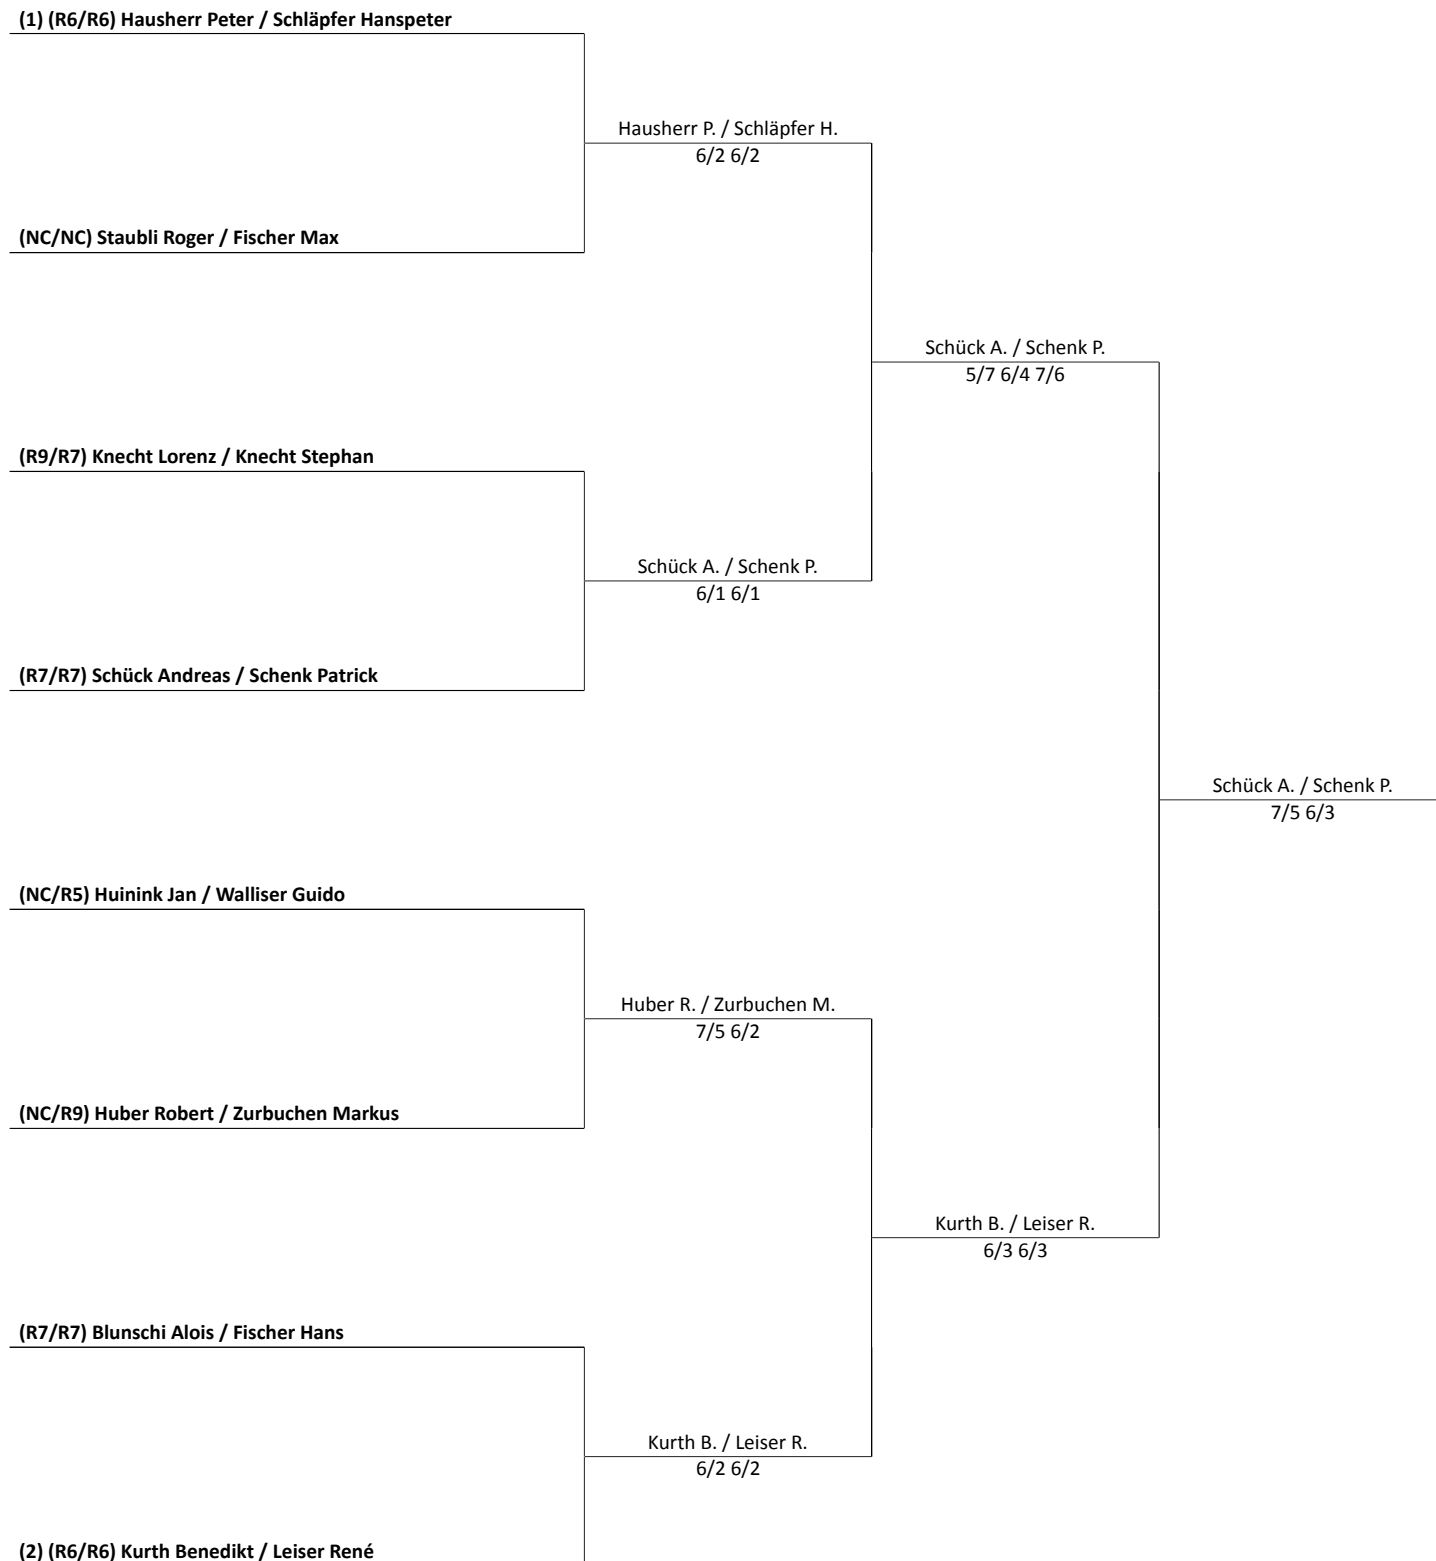 (1) (R6/R6) Hausherr Peter / Schläpfer Hanspeter
Hausherr P. / Schläpfer H.
6/2 6/2
(NC/NC) Staubli Roger / Fischer Max
Schück A. / Schenk P.
5/7 6/4 7/6
(R9/R7) Knecht Lorenz / Knecht Stephan
Schück A. / Schenk P.
6/1 6/1
(R7/R7) Schück Andreas / Schenk Patrick
Schück A. / Schenk P.
7/5 6/3
(NC/R5) Huinink Jan / Walliser Guido
Huber R. / Zurbuchen M.
7/5 6/2
(NC/R9) Huber Robert / Zurbuchen Markus
Kurth B. / Leiser R.
6/3 6/3
(R7/R7) Blunschi Alois / Fischer Hans
Kurth B. / Leiser R.
6/2 6/2
(2) (R6/R6) Kurth Benedikt / Leiser René